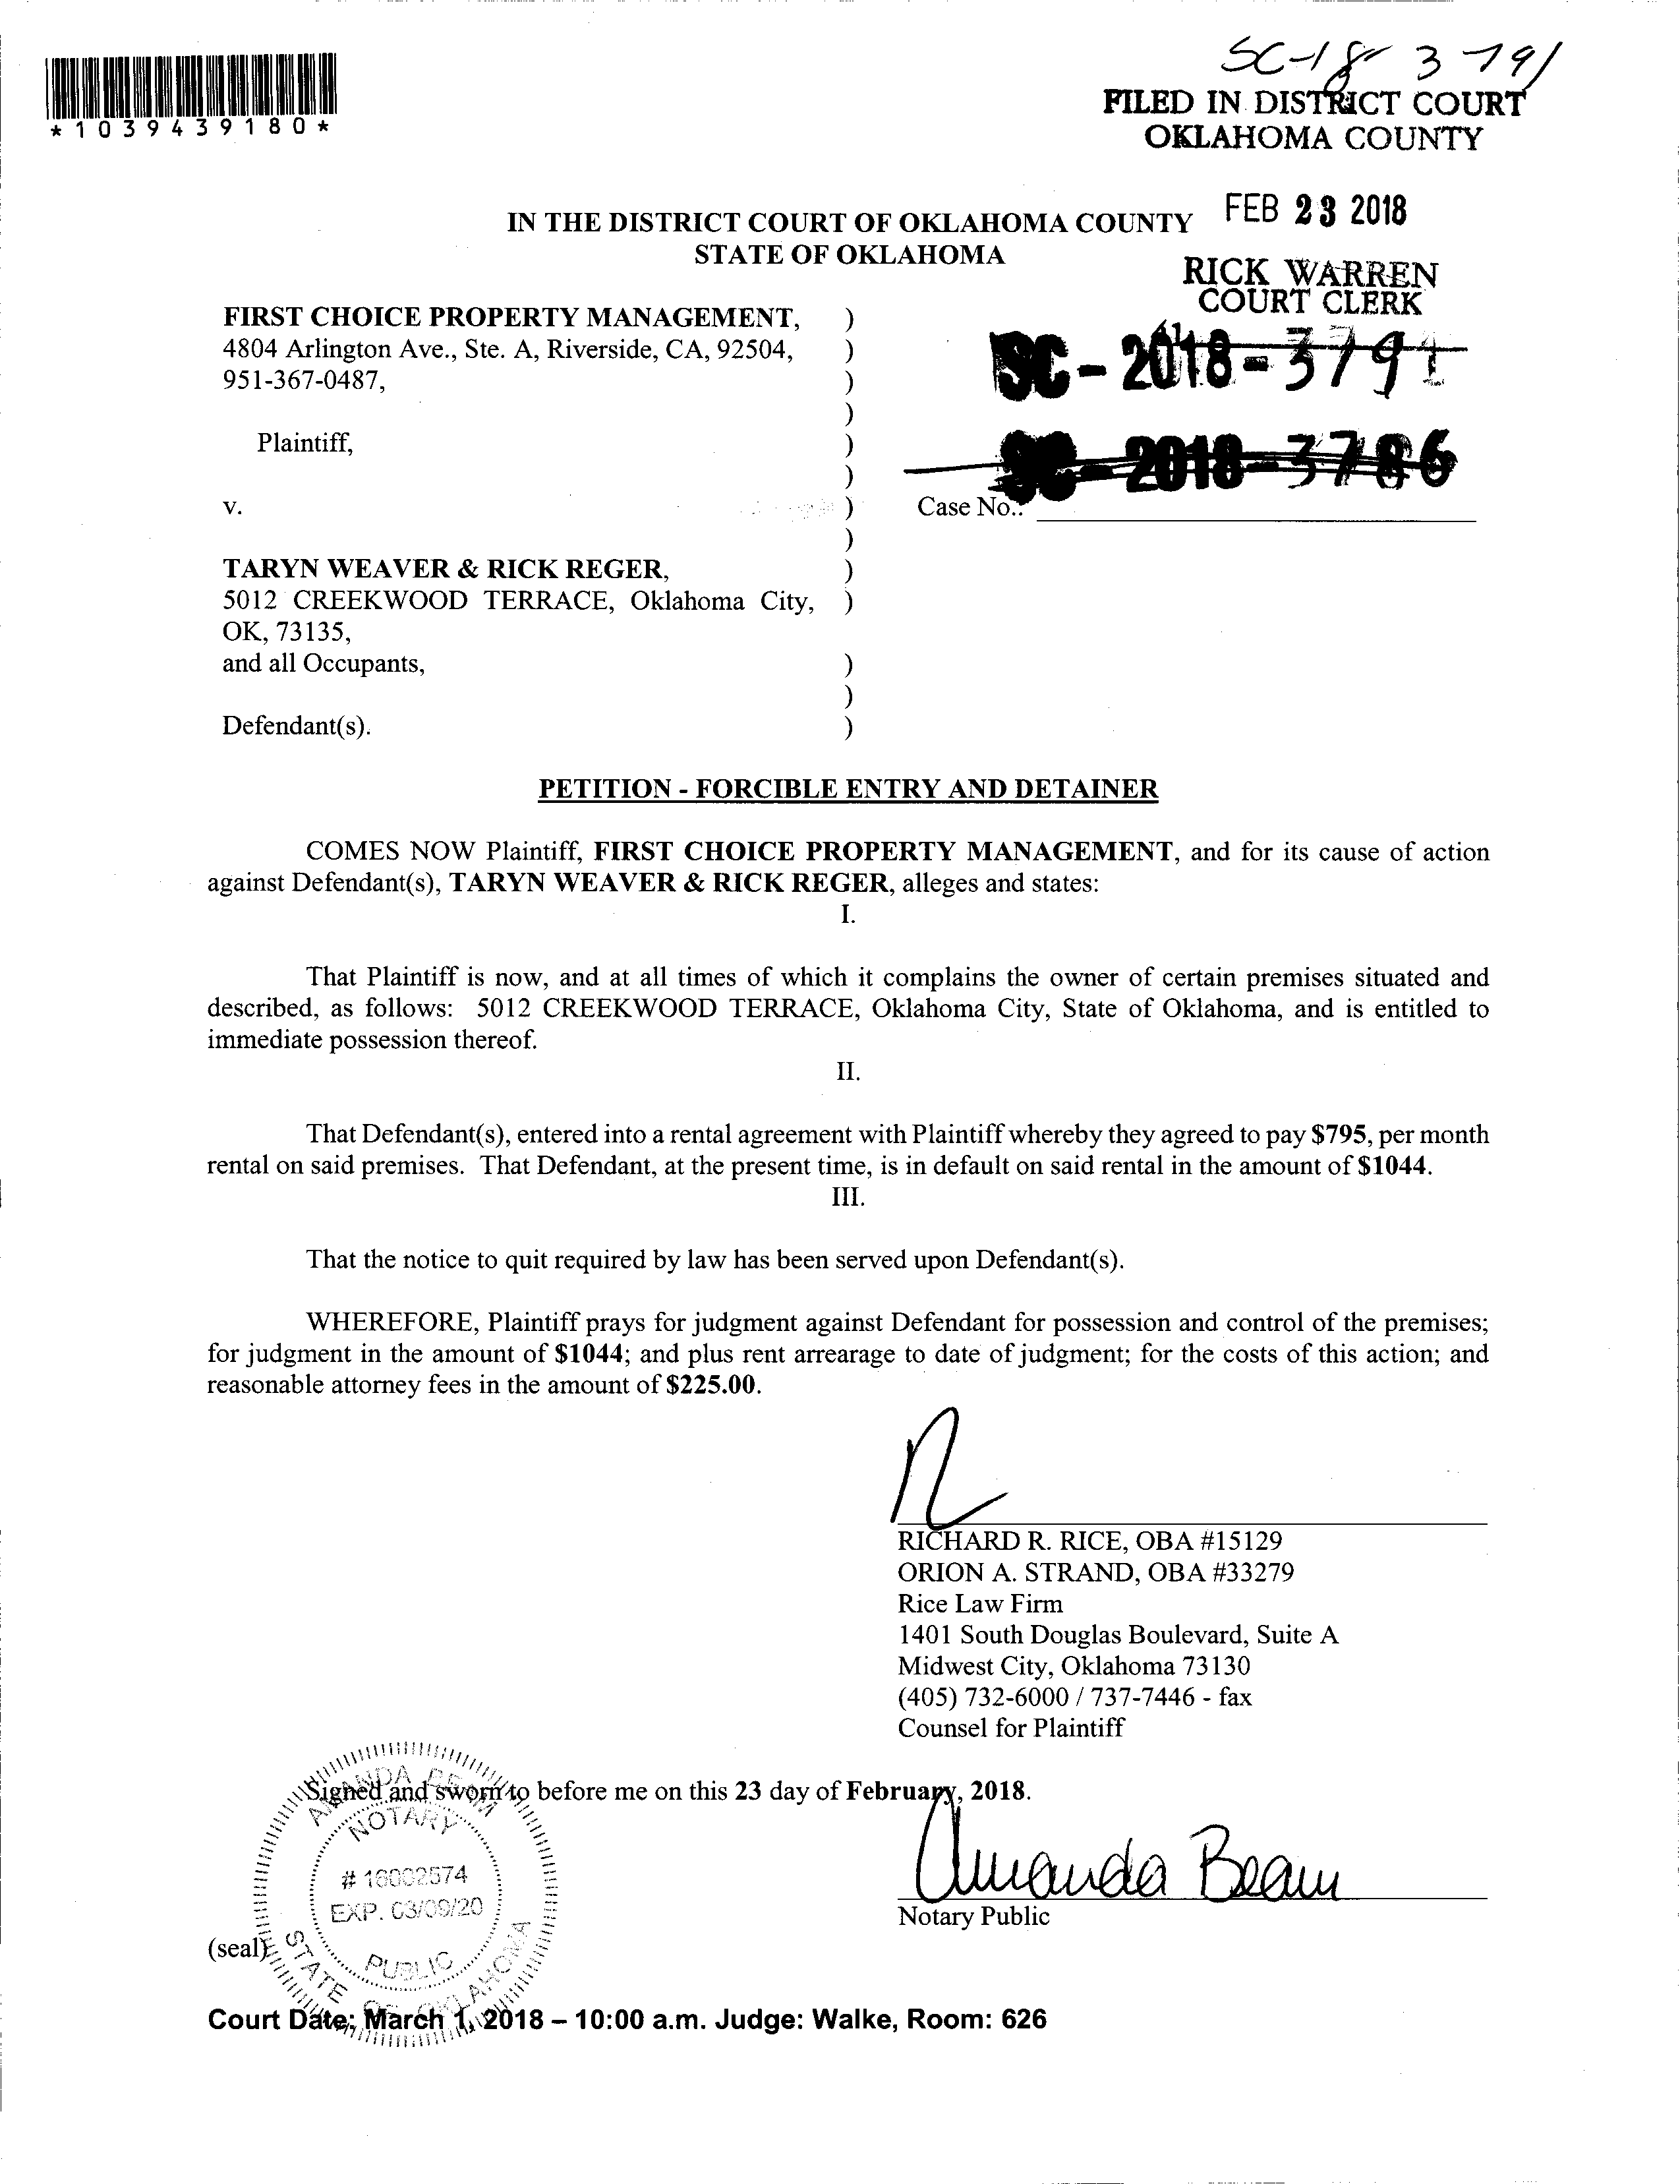 SC-18 3791
*1039439180*
FILED IN DISTRICT COURT
OKLAHOMA COUNTY
FEB 23 2018
IN THE DISTRICT COURT OF OKLAHOMA COUNTY
STATE OF OKLAHOMA
RICK WARREN
COURT CLERK
FIRST CHOICE PROPERTY MANAGEMENT, )
4804 Arlington Ave., Ste. A, Riverside, CA, 92504, )
951-367-0487, )
)
SC-2018-3791
Plaintiff, )
)
SC-2018-3786
v. ) Case No.:
)
TARYN WEAVER & RICK REGER, )
5012 CREEKWOOD TERRACE, Oklahoma City, )
OK, 73135,
and all Occupants, )
)
Defendant(s). )
PETITION - FORCIBLE ENTRY AND DETAINER
COMES NOW Plaintiff, FIRST CHOICE PROPERTY MANAGEMENT, and for its cause of action
against Defendant(s), TARYN WEAVER & RICK REGER, alleges and states:
I.
That Plaintiff is now, and at all times of which it complains the owner of certain premises situated and
described, as follows: 5012 CREEKWOOD TERRACE, Oklahoma City, State of Oklahoma, and is entitled to
immediate possession thereof.
II.
That Defendant(s), entered into a rental agreement with Plaintiff whereby they agreed to pay $795, per month
rental on said premises. That Defendant, at the present time, is in default on said rental in the amount of $1044.
III.
That the notice to quit required by law has been served upon Defendant(s).
WHEREFORE, Plaintiff prays for judgment against Defendant for possession and control of the premises;
for judgment in the amount of $1044; and plus rent arrearage to date of judgment; for the costs of this action; and
reasonable attorney fees in the amount of $225.00.
RICHARD R. RICE, OBA #15129
ORION A. STRAND, OBA #33279
Rice Law Firm
1401 South Douglas Boulevard, Suite A
Midwest City, Oklahoma 73130
(405) 732-6000 / 737-7446 - fax
Counsel for Plaintiff
Signed and sworn to before me on this 23 day of February, 2018.
AMANDA BEAM
NOTARY
# 16002574
EXP. 03/09/20
PUBLIC
STATE OF OKLAHOMA
Amanda Beam
Notary Public
(seal)
Court Date: March 1, 2018 – 10:00 a.m. Judge: Walke, Room: 626